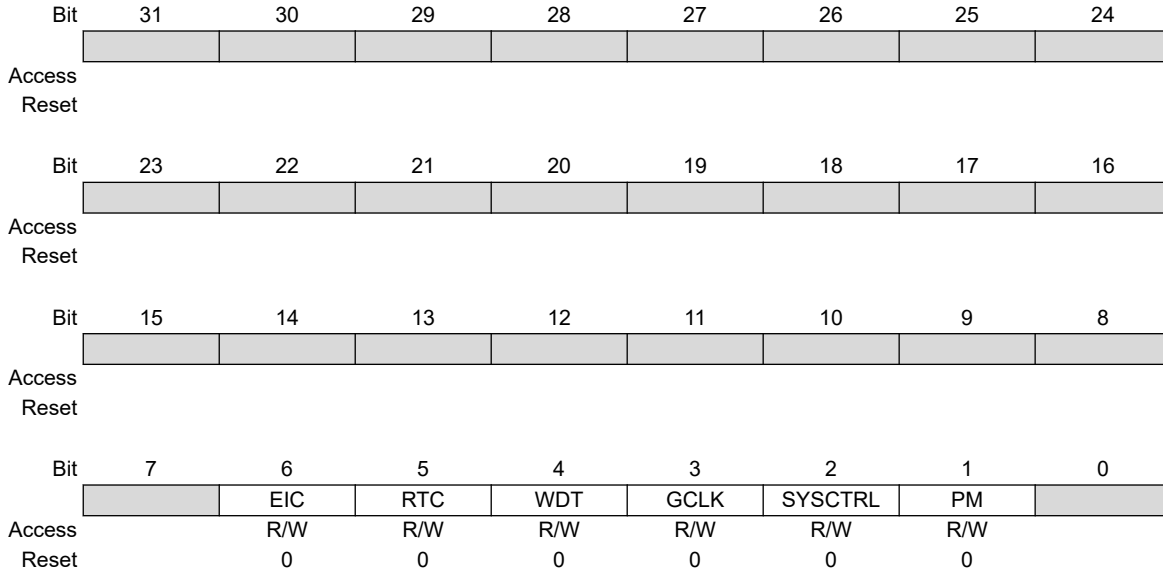 Bit 31 30 29 28 27 26 25 24
Access
Reset
Bit 23 22 21 20 19 18 17 16
Access
Reset
Bit 15 14 13 12 11 10 9 8
Access
Reset
Bit 7 6 5 4 3 2 1 0
EIC RTC WDT GCLK SYSCTRL PM
Access R/W R/W R/W R/W R/W R/W
Reset 0 0 0 0 0 0